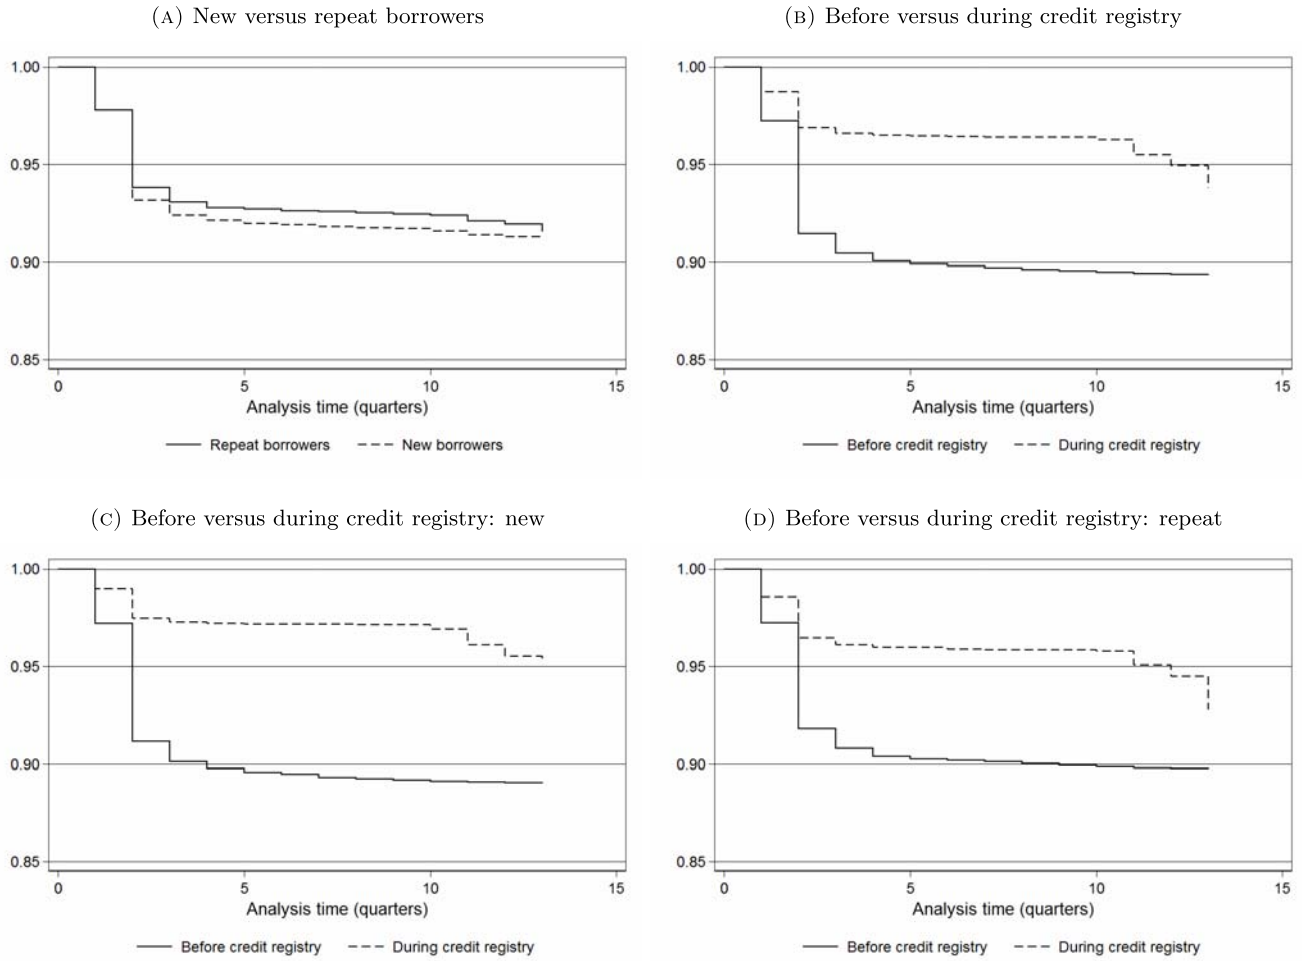 (A) New versus repeat borrowers
1.00
0.95
0.90
0.85
0 5 10 15
Analysis time (quarters)
Repeat borrowers New borrowers
(B) Before versus during credit registry
1.00
0.95
0.90
0.85
0 5 10 15
Analysis time (quarters)
Before credit registry During credit registry
(C) Before versus during credit registry: new
1.00
0.95
0.90
0.85
0 5 10 15
Analysis time (quarters)
Before credit registry During credit registry
(D) Before versus during credit registry: repeat
1.00
0.95
0.90
0.85
0 5 10 15
Analysis time (quarters)
Before credit registry During credit registry